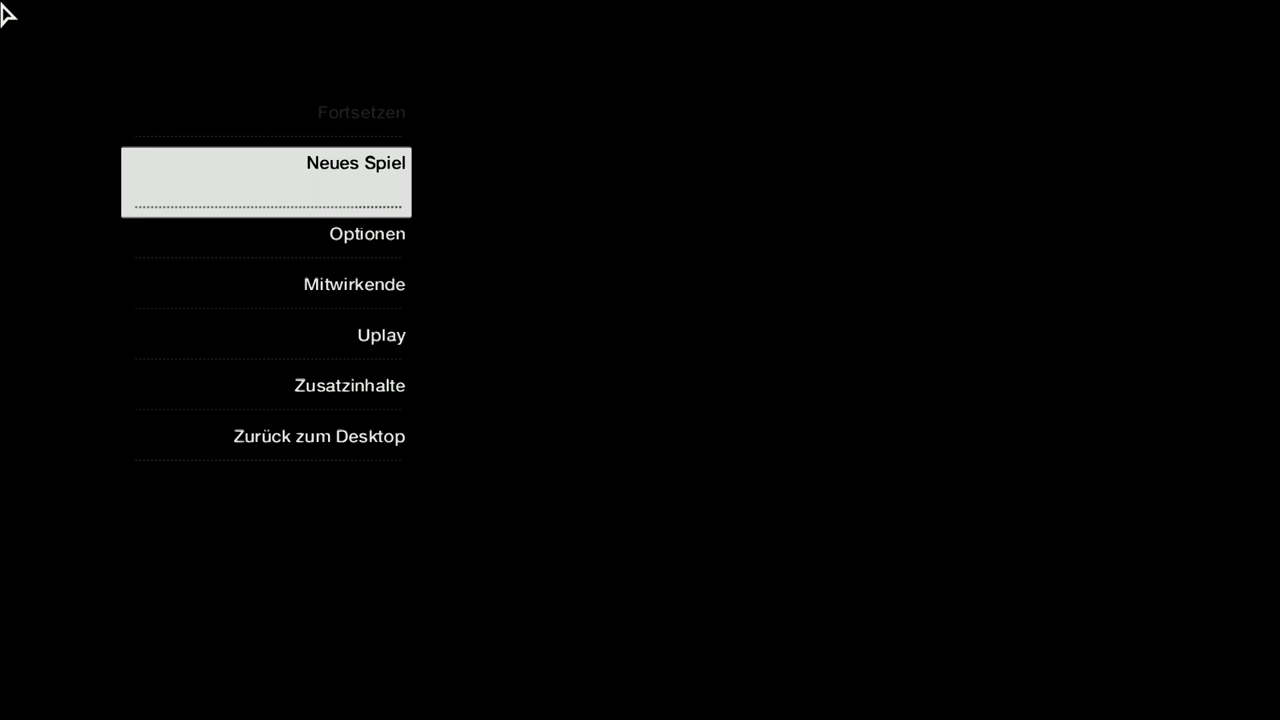 Fortsetzen
Neues Spiel
Optionen
Mitwirkende
Uplay
Zusatzinhalte
Zurück zum Desktop